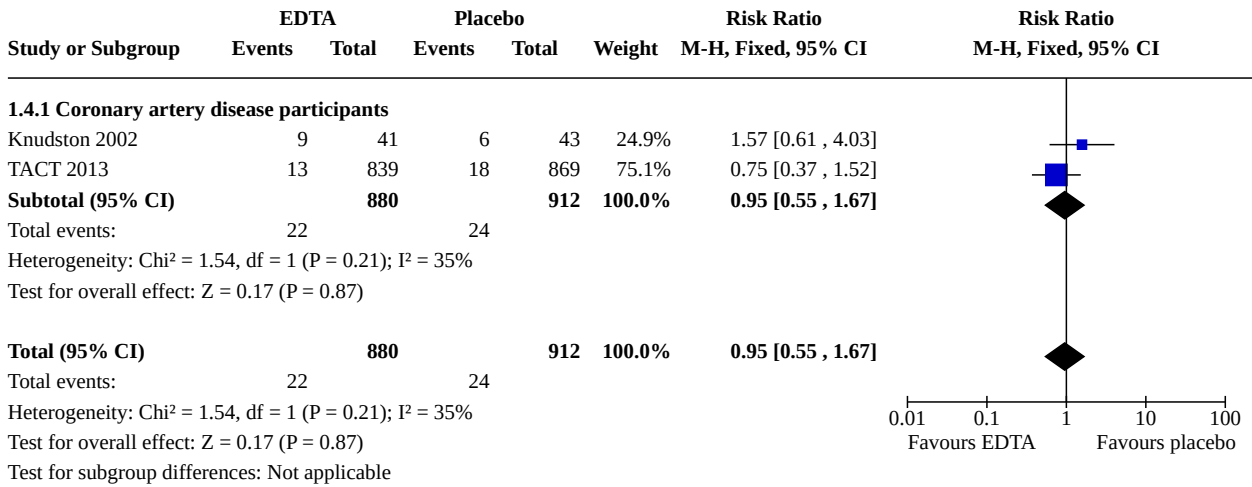 EDTA Placebo Risk Ratio Risk Ratio
Study or Subgroup Events Total Events Total Weight M-H, Fixed, 95% CI M-H, Fixed, 95% CI
1.4.1 Coronary artery disease participants
Knudston 2002 9 41 6 43 24.9% 1.57 [0.61 , 4.03]
TACT 2013 13 839 18 869 75.1% 0.75 [0.37 , 1.52]
Subtotal (95% CI) 880 912 100.0% 0.95 [0.55 , 1.67]
Total events: 22 24
Heterogeneity: Chi² = 1.54, df = 1 (P = 0.21); I² = 35%
Test for overall effect: Z = 0.17 (P = 0.87)
Total (95% CI) 880 912 100.0% 0.95 [0.55 , 1.67]
Total events: 22 24
Heterogeneity: Chi² = 1.54, df = 1 (P = 0.21); I² = 35%
0.01 0.1 1 10 100
Test for overall effect: Z = 0.17 (P = 0.87)
Favours EDTA Favours placebo
Test for subgroup differences: Not applicable